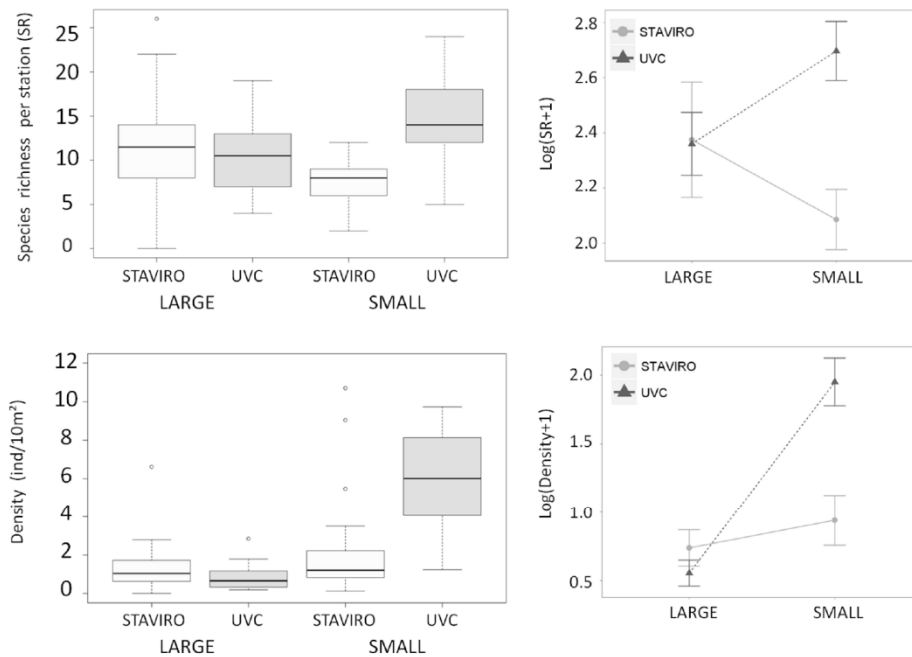 Species richness per station (SR)
25
20
15
10
5
0
STAVIRO UVC STAVIRO UVC
LARGE SMALL
Log(SR+1)
STAVIRO
UVC
2.8
2.6
2.4
2.2
2.0
LARGE SMALL
Density (ind/10m²)
12
10
8
6
4
2
0
STAVIRO UVC STAVIRO UVC
LARGE SMALL
Log(Density+1)
STAVIRO
UVC
2.0
1.5
1.0
0.5
LARGE SMALL